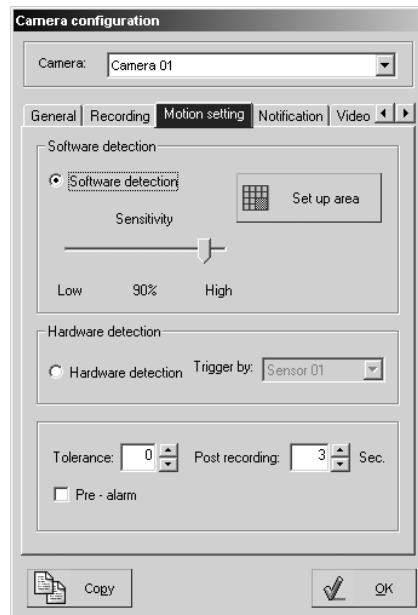 Camera configuration
Camera: Camera 01
General Recording Motion setting Notification Video
Software detection
Software detection
Set up area
Sensitivity
Low 90% High
Hardware detection
Hardware detection Trigger by: Sensor 01
Tolerance: 0 Post recording: 3 Sec.
Pre - alarm
Copy OK